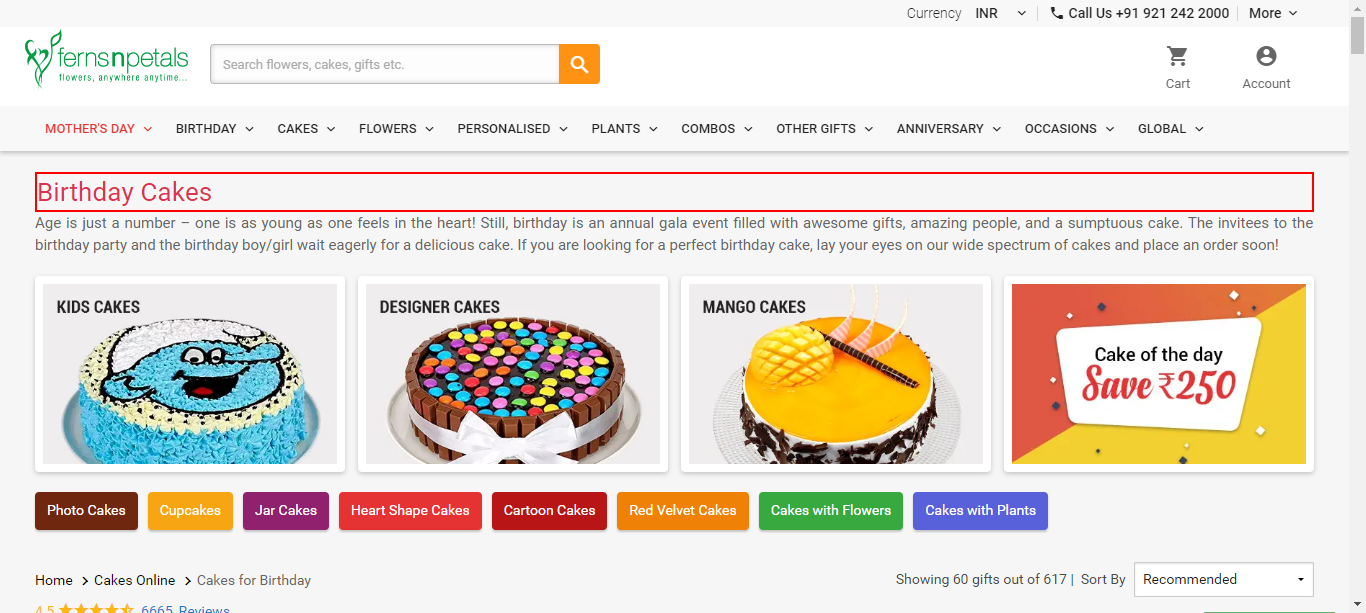 Currency INR Call Us +91 921 242 2000 More
fernsnpetals
flowers, anywhere anytime...
Search flowers, cakes, gifts etc.
Cart Account
MOTHER'S DAY BIRTHDAY CAKES FLOWERS PERSONALISED PLANTS COMBOS OTHER GIFTS ANNIVERSARY OCCASIONS GLOBAL
Birthday Cakes
Age is just a number – one is as young as one feels in the heart! Still, birthday is an annual gala event filled with awesome gifts, amazing people, and a sumptuous cake. The invitees to the
birthday party and the birthday boy/girl wait eagerly for a delicious cake. If you are looking for a perfect birthday cake, lay your eyes on our wide spectrum of cakes and place an order soon!
KIDS CAKES
DESIGNER CAKES
MANGO CAKES
Cake of the day
Save ₹250
Photo Cakes Cupcakes Jar Cakes Heart Shape Cakes Cartoon Cakes Red Velvet Cakes Cakes with Flowers Cakes with Plants
Home > Cakes Online > Cakes for Birthday
Showing 60 gifts out of 617 | Sort By Recommended
4.5 6665 Reviews